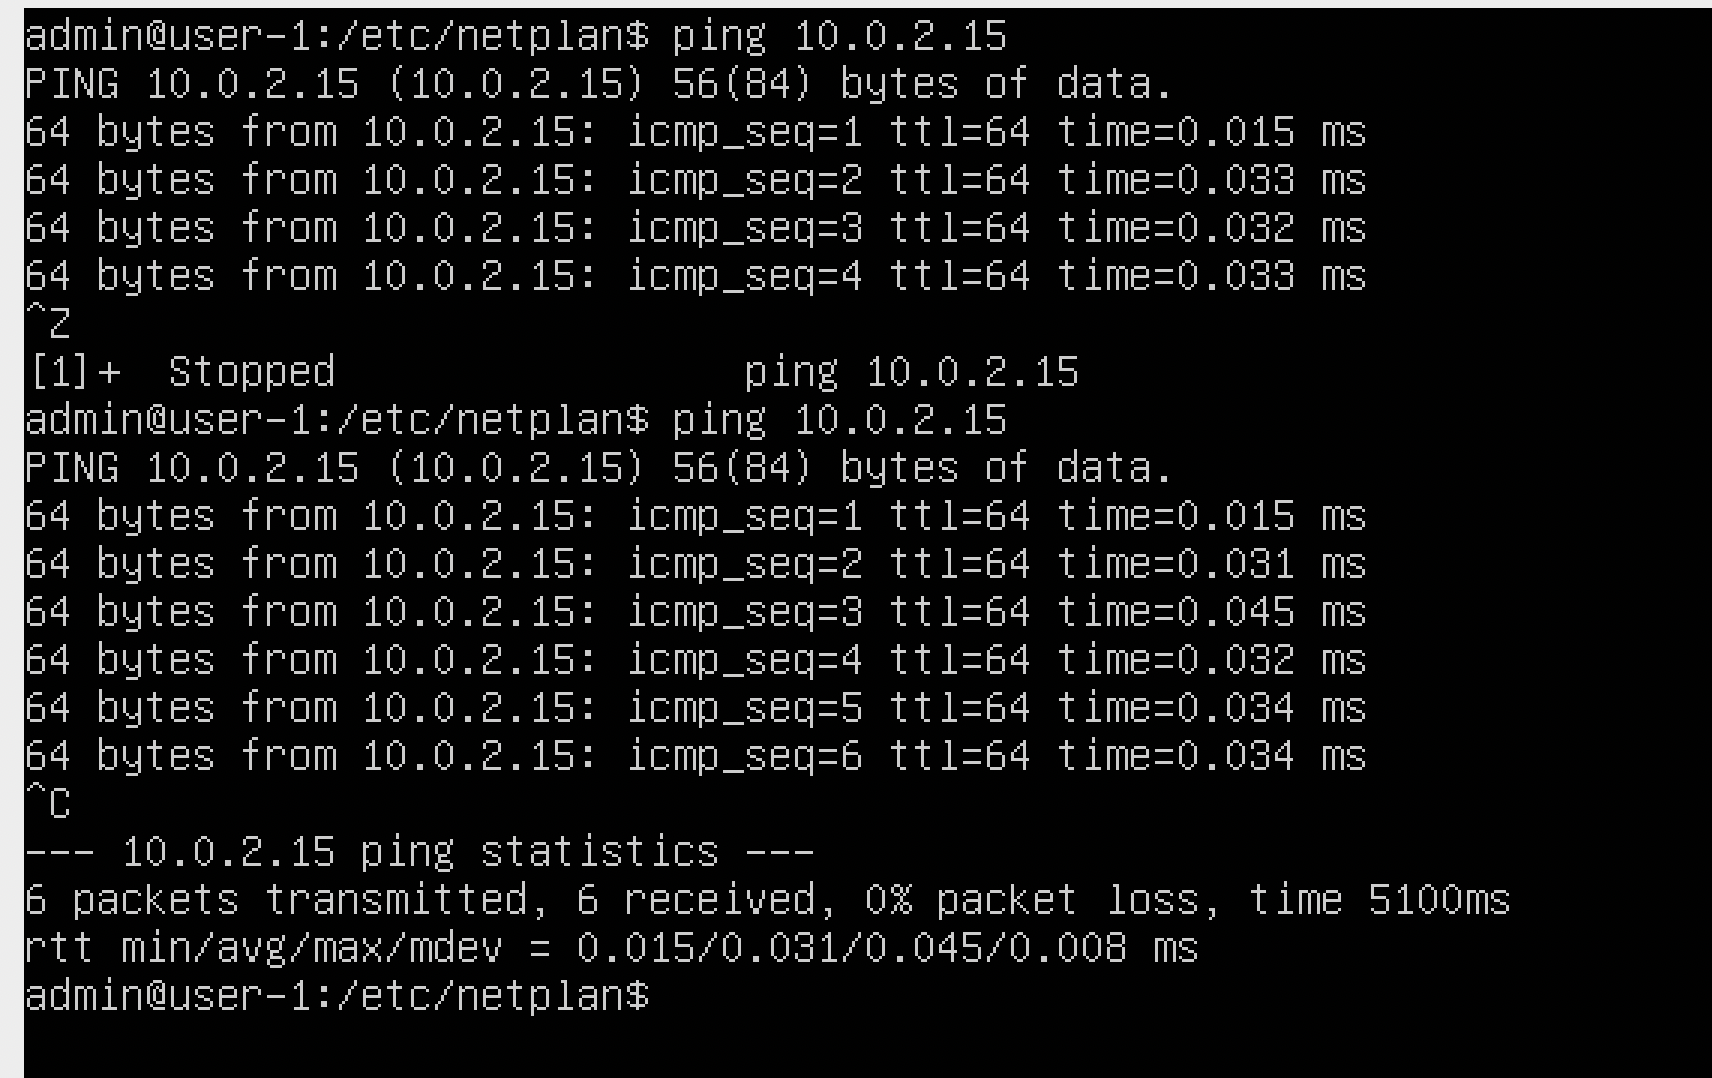 admin@user-1:/etc/netplan$ ping 10.0.2.15
PING 10.0.2.15 (10.0.2.15) 56(84) bytes of data.
64 bytes from 10.0.2.15: icmp_seq=1 ttl=64 time=0.015 ms
64 bytes from 10.0.2.15: icmp_seq=2 ttl=64 time=0.033 ms
64 bytes from 10.0.2.15: icmp_seq=3 ttl=64 time=0.032 ms
64 bytes from 10.0.2.15: icmp_seq=4 ttl=64 time=0.033 ms
^Z
[1]+  Stopped                 ping 10.0.2.15
admin@user-1:/etc/netplan$ ping 10.0.2.15
PING 10.0.2.15 (10.0.2.15) 56(84) bytes of data.
64 bytes from 10.0.2.15: icmp_seq=1 ttl=64 time=0.015 ms
64 bytes from 10.0.2.15: icmp_seq=2 ttl=64 time=0.031 ms
64 bytes from 10.0.2.15: icmp_seq=3 ttl=64 time=0.045 ms
64 bytes from 10.0.2.15: icmp_seq=4 ttl=64 time=0.032 ms
64 bytes from 10.0.2.15: icmp_seq=5 ttl=64 time=0.034 ms
64 bytes from 10.0.2.15: icmp_seq=6 ttl=64 time=0.034 ms
^C
--- 10.0.2.15 ping statistics ---
6 packets transmitted, 6 received, 0% packet loss, time 5100ms
rtt min/avg/max/mdev = 0.015/0.031/0.045/0.008 ms
admin@user-1:/etc/netplan$